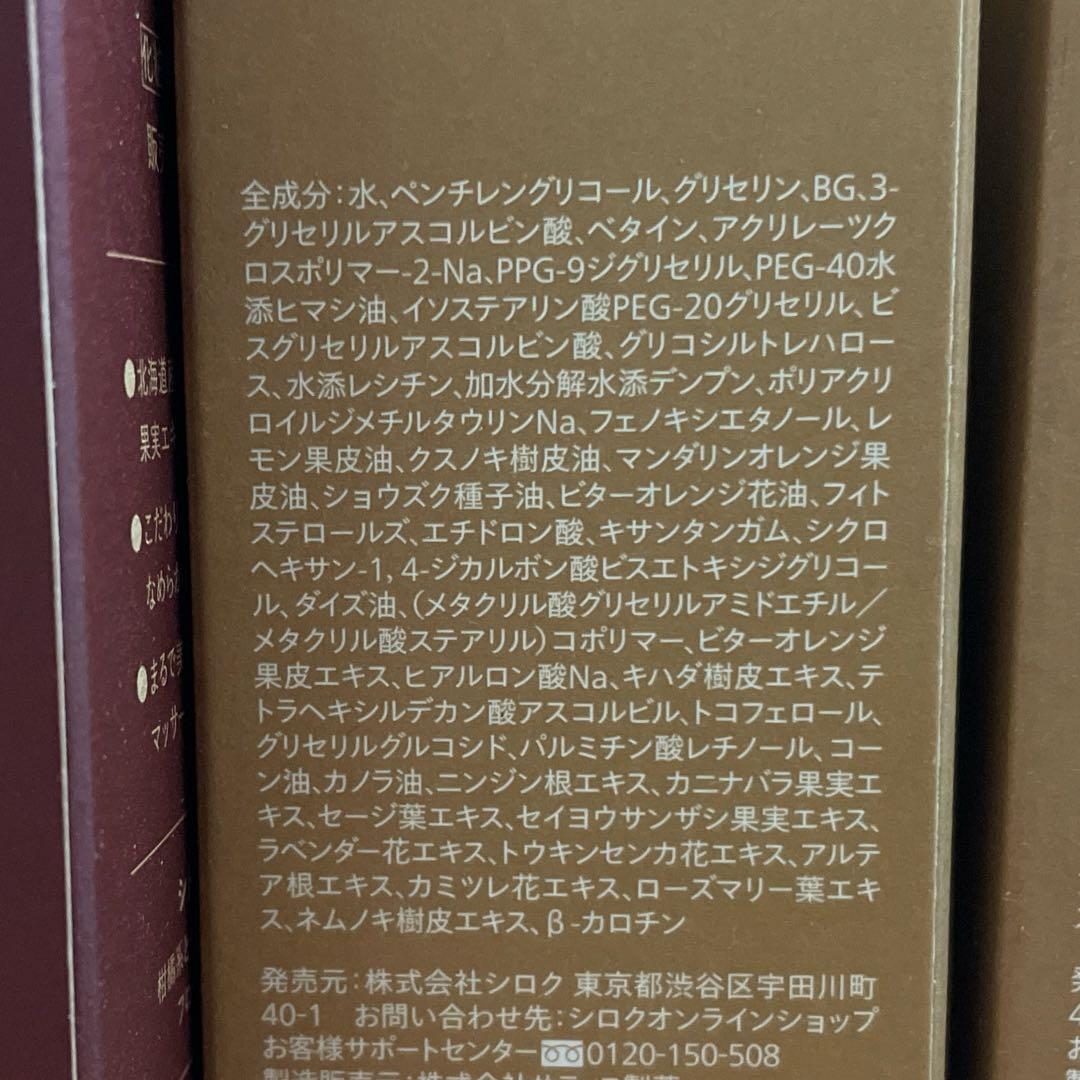 全成分：水、ペンチレングリコール、グリセリン、BG、3-
グリセリルアスコルビン酸、ベタイン、アクリレーツク
ロスポリマー-2-Na、PPG-9ジグリセリル、PEG-40水
添ヒマシ油、イソステアリン酸PEG-20グリセリル、ビ
スグリセリルアスコルビン酸、グリコシルトレハロー
ス、水添レシチン、加水分解水添デンプン、ポリアクリ
ロイルジメチルタウリンNa、フェノキシエタノール、レ
モン果皮油、クスノキ樹皮油、マンダリンオレンジ果
皮油、ショウズク種子油、ビターオレンジ花油、フィト
ステロールズ、エチドロン酸、キサンタンガム、シクロ
ヘキサン-1, 4-ジカルボン酸ビスエトキシジグリコー
ル、ダイズ油、（メタクリル酸グリセリルアミドエチル／
メタクリル酸ステアリル）コポリマー、ビターオレンジ
果皮エキス、ヒアルロン酸Na、キハダ樹皮エキス、テ
トラヘキシルデカン酸アスコルビル、トコフェロール、
グリセリルグルコシド、パルミチン酸レチノール、コー
ン油、カノラ油、ニンジン根エキス、カニナバラ果実エ
キス、セージ葉エキス、セイヨウサンザシ果実エキス、
ラベンダー花エキス、トウキンセンカ花エキス、アルテ
ア根エキス、カミツレ花エキス、ローズマリー葉エキ
ス、ネムノキ樹皮エキス、β-カロチン
発売元：株式会社シロク 東京都渋谷区宇田川町
40-1　お問い合わせ先：シロクオンラインショップ
お客様サポートセンター 0120-150-508
北海道
果実エ
こだわ
なめら
まるで
マッサー
シ
柑橘系